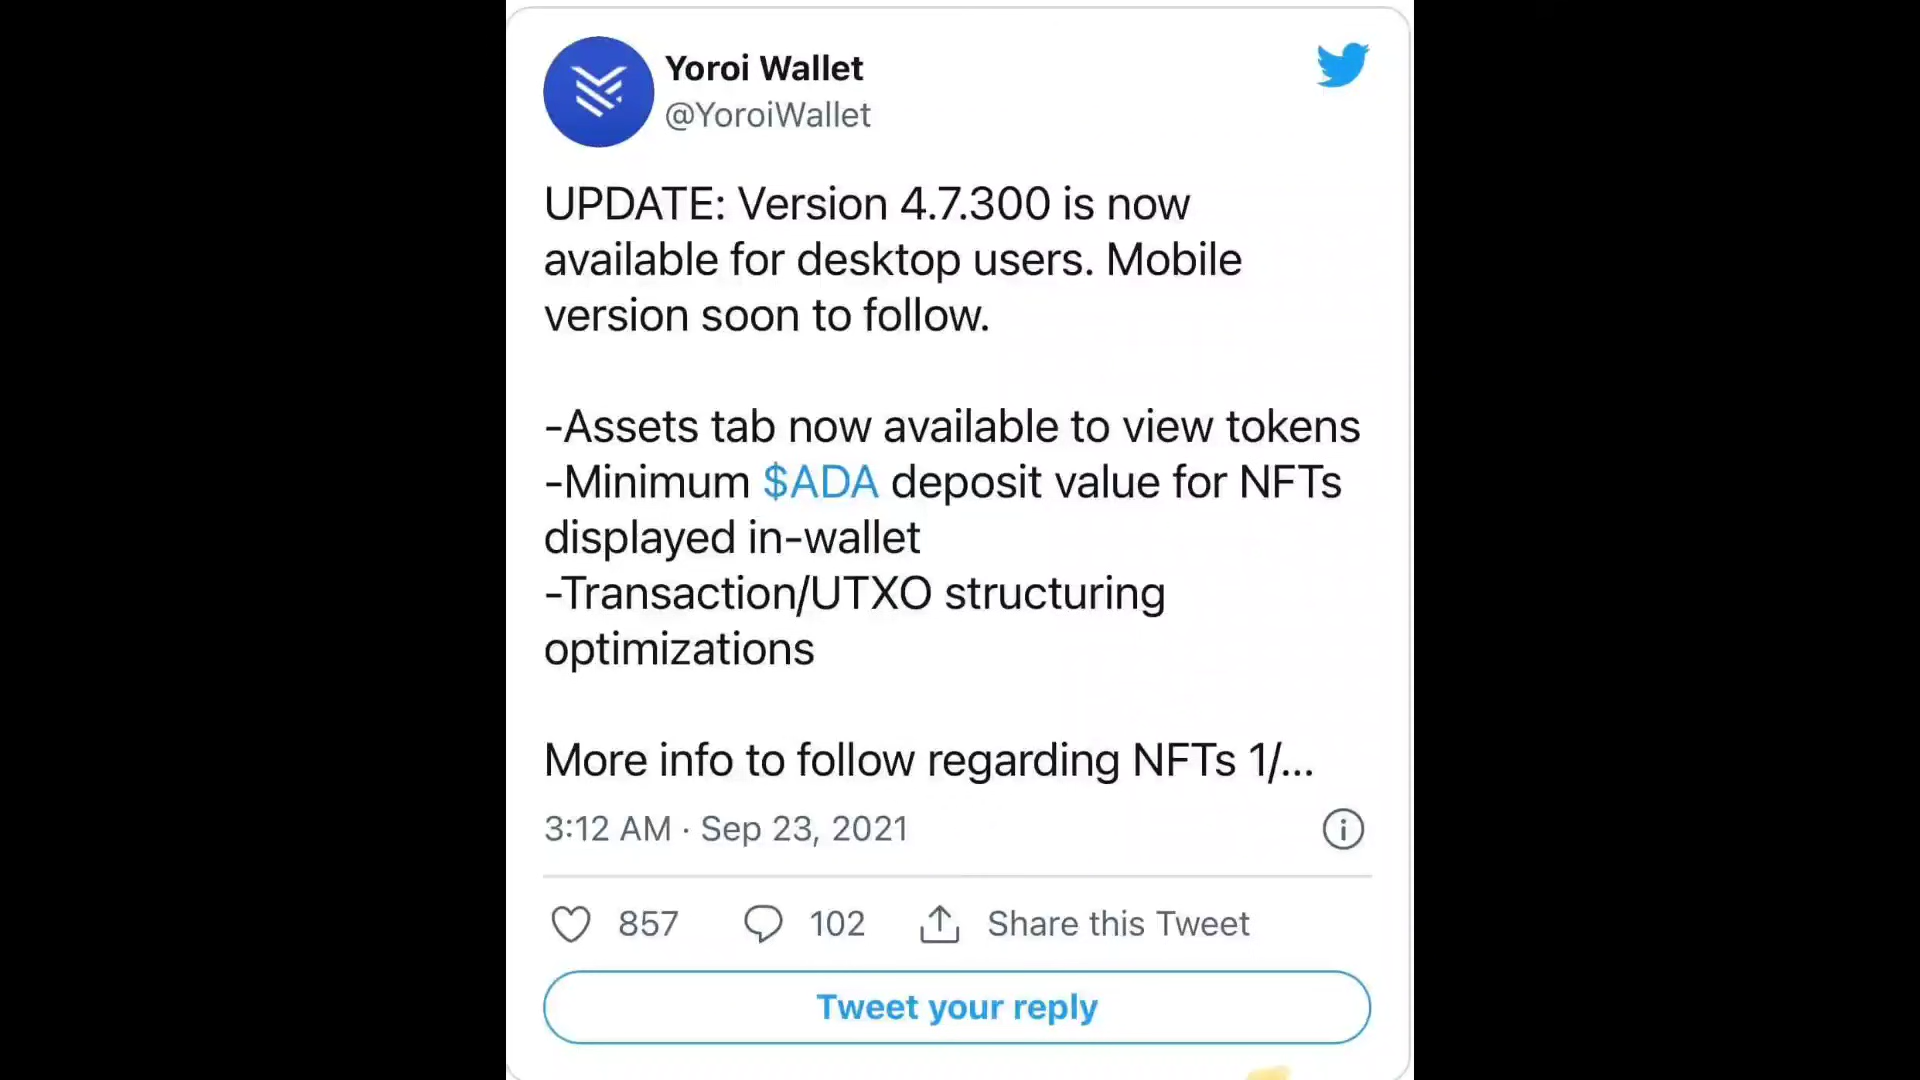 Yoroi Wallet
@YoroiWallet
UPDATE: Version 4.7.300 is now
available for desktop users. Mobile
version soon to follow.
-Assets tab now available to view tokens
-Minimum $ADA deposit value for NFTs
displayed in-wallet
-Transaction/UTXO structuring
optimizations
More info to follow regarding NFTs 1/...
3:12 AM · Sep 23, 2021
857 102 Share this Tweet
Tweet your reply